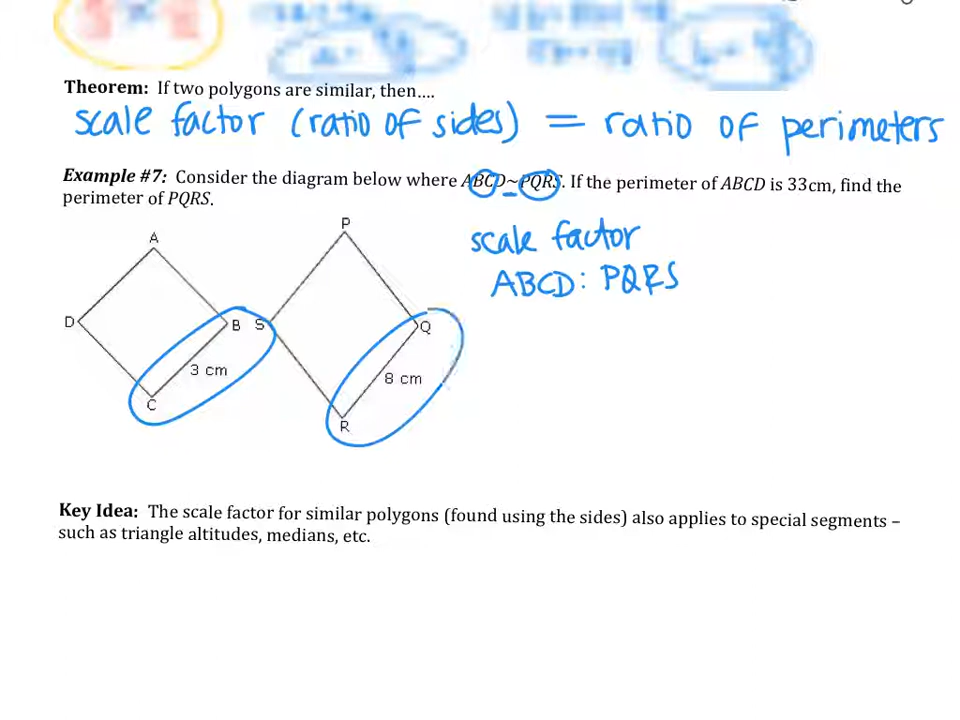 Theorem: If two polygons are similar, then….
scale factor (ratio of sides) = ratio of perimeters
Example #7: Consider the diagram below where ABCD~PQRS. If the perimeter of ABCD is 33cm, find the
perimeter of PQRS.
scale factor
ABCD: PQRS
A
D
B
3 cm
C
P
S
Q
8 cm
R
Key Idea: The scale factor for similar polygons (found using the sides) also applies to special segments –
such as triangle altitudes, medians, etc.